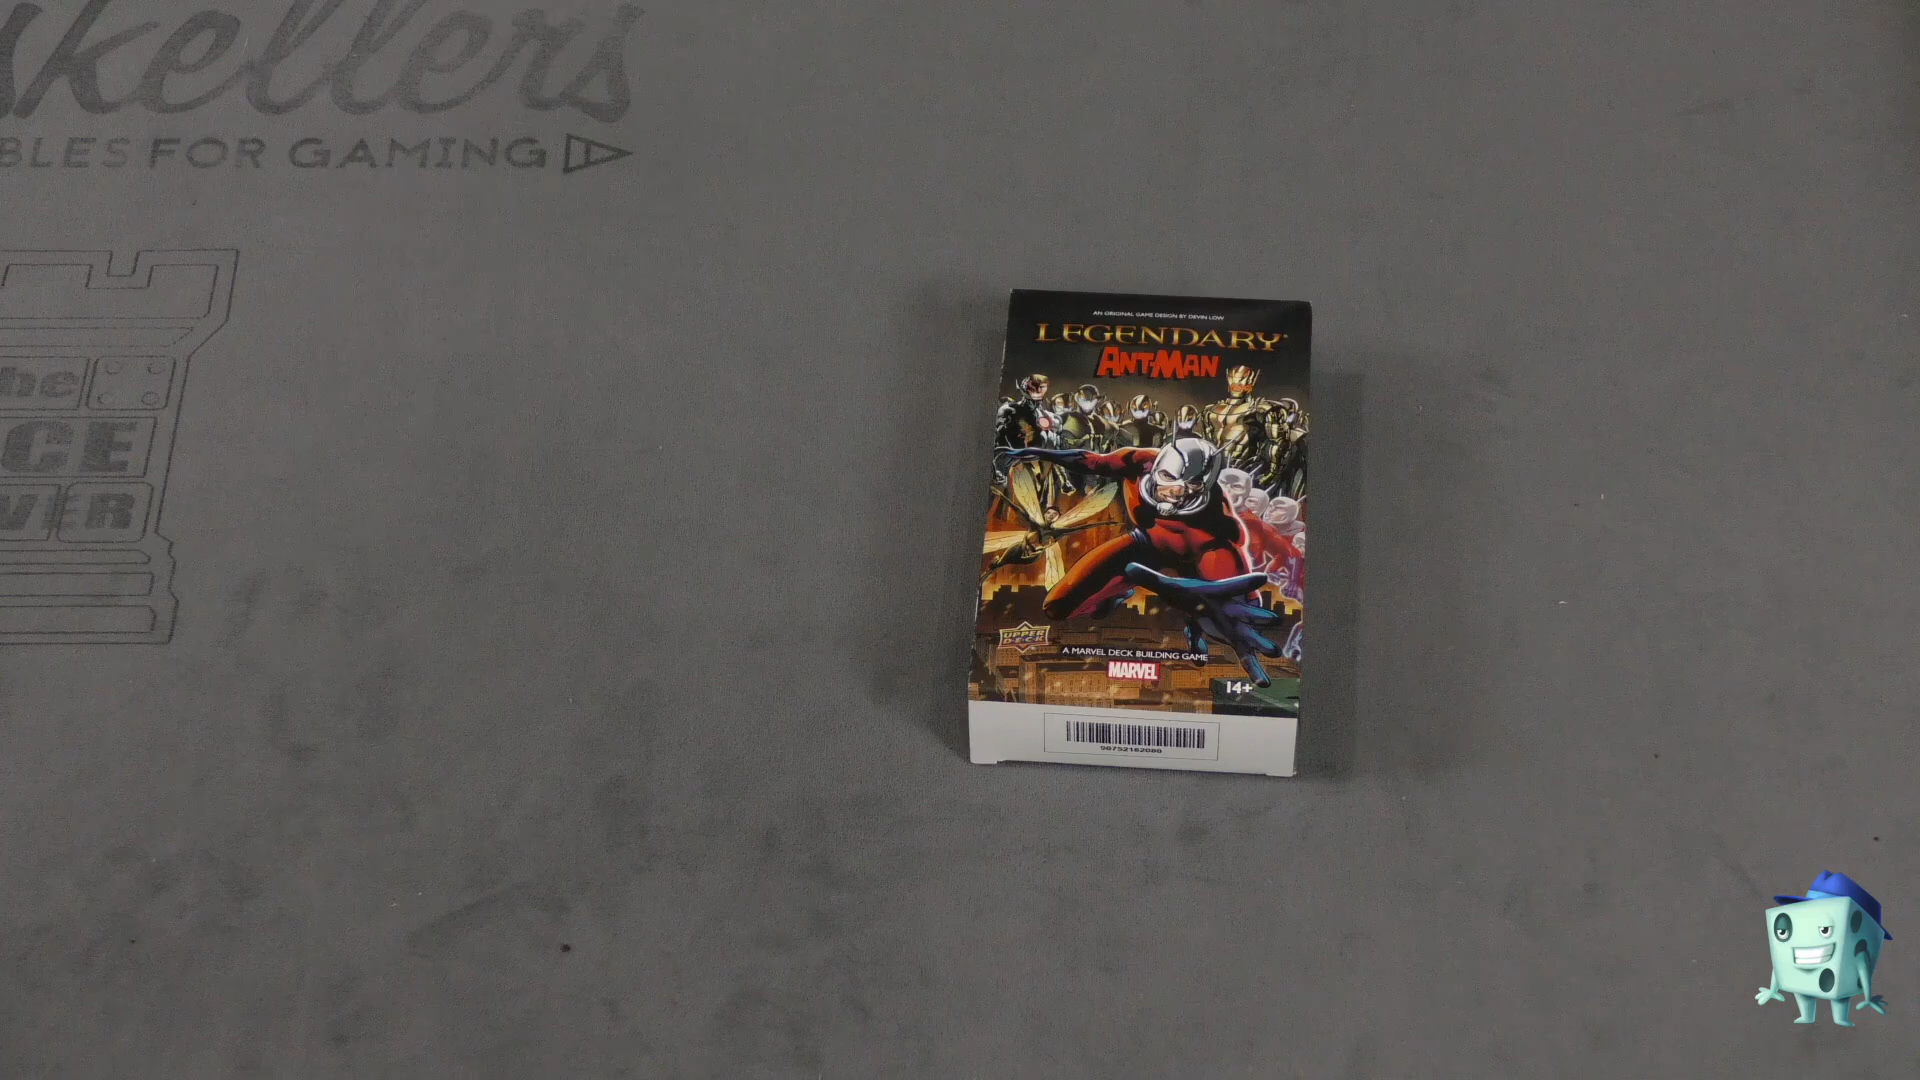 kellers
BLES FOR GAMING
he
CE
WER
AN ORIGINAL GAME DESIGN BY DEVIN LOW
LEGENDARY
ANT-MAN
UPPER
DECK
A MARVEL DECK BUILDING GAME
MARVEL
14+